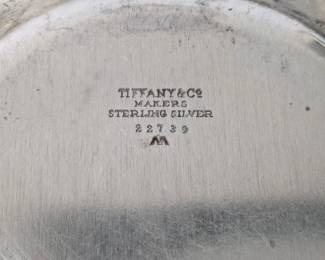 TIFFANY & Co
MAKERS
STERLING SILVER
22739
M